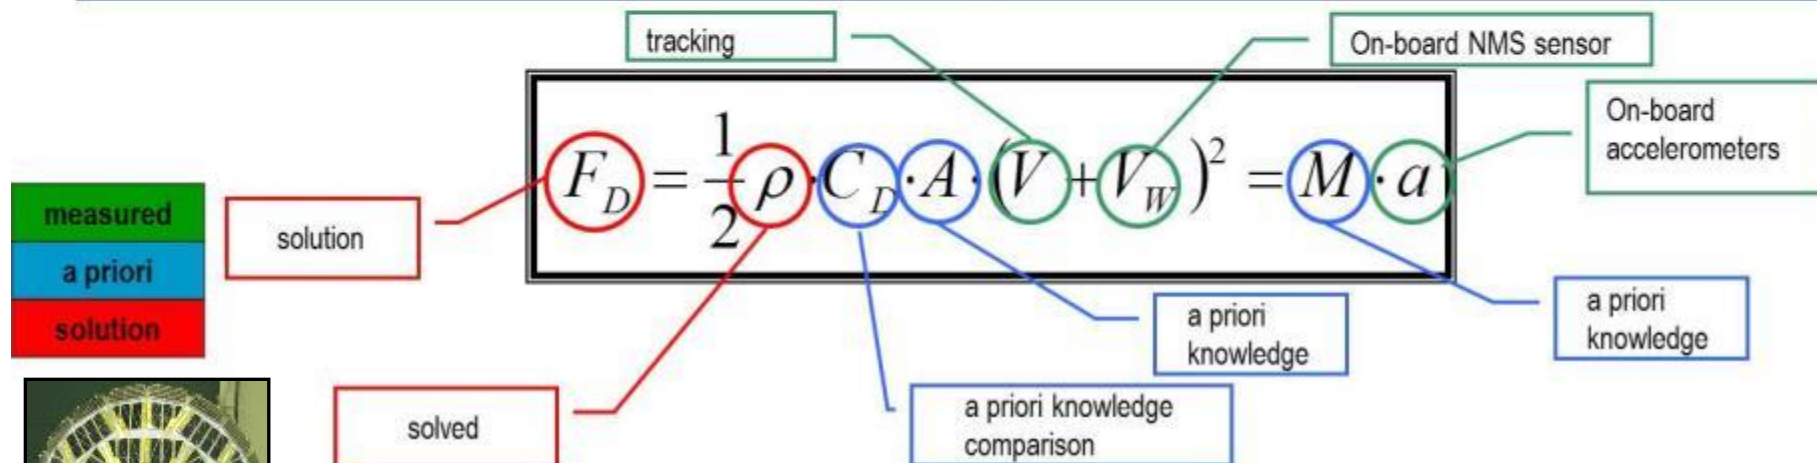 tracking
On-board NMS sensor
On-board
accelerometers
F_D = 1/2 ρ · C_D · A · (V + V_W)² = M · a
measured
a priori
solution
solution
a priori
knowledge
a priori
knowledge
a priori knowledge
comparison
solved